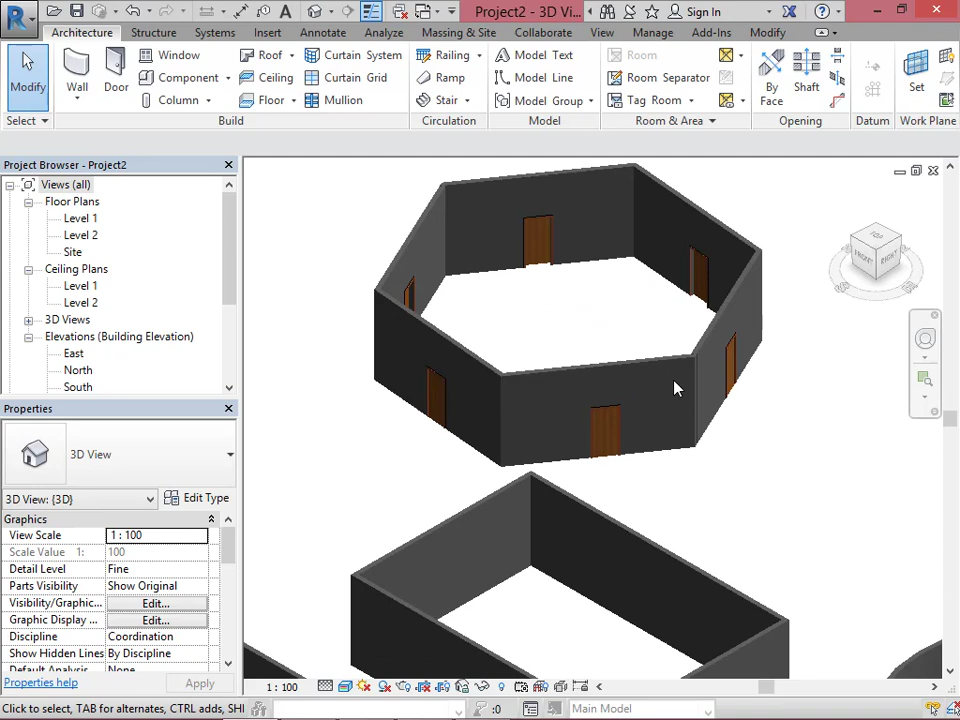 Project2 - 3D Vi...
Sign In
Architecture Structure Systems Insert Annotate Analyze Massing & Site Collaborate View Manage Add-Ins Modify
Modify
Wall
Door
Window
Component
Column
Roof
Ceiling
Floor
Curtain System
Curtain Grid
Mullion
Railing
Ramp
Stair
Model Text
Model Line
Model Group
Room
Room Separator
Tag Room
By
Face
Shaft
Set
Select Build Circulation Model Room & Area Opening Datum Work Plane
Project Browser - Project2
Views (all)
Floor Plans
Level 1
Level 2
Site
Ceiling Plans
Level 1
Level 2
3D Views
Elevations (Building Elevation)
East
North
South
Properties
3D View
3D View: {3D} Edit Type
Graphics
View Scale 1 : 100
Scale Value 1: 100
Detail Level Fine
Parts Visibility Show Original
Visibility/Graphic... Edit...
Graphic Display ... Edit...
Discipline Coordination
Show Hidden Lines By Discipline
Default Analysis None
Properties help Apply
TOP
FRONT
RIGHT
1 : 100
Click to select, TAB for alternates, CTRL adds, SHI :0 Main Model